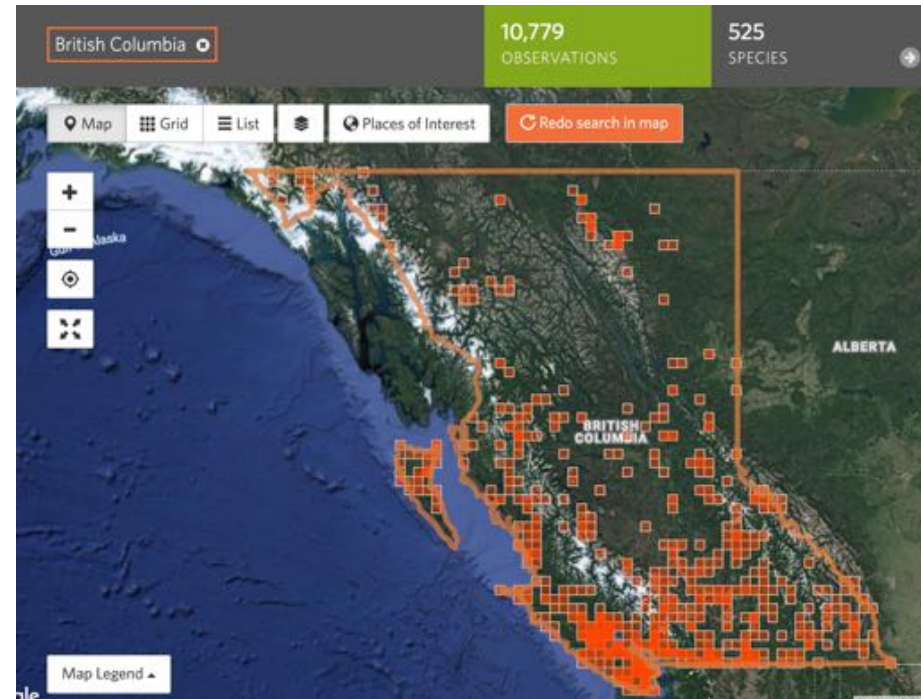 British Columbia
10,779
OBSERVATIONS
525
SPECIES
Map
Grid
List
Places of Interest
Redo search in map
+
−
ALBERTA
BRITISH
COLUMBIA
Map Legend